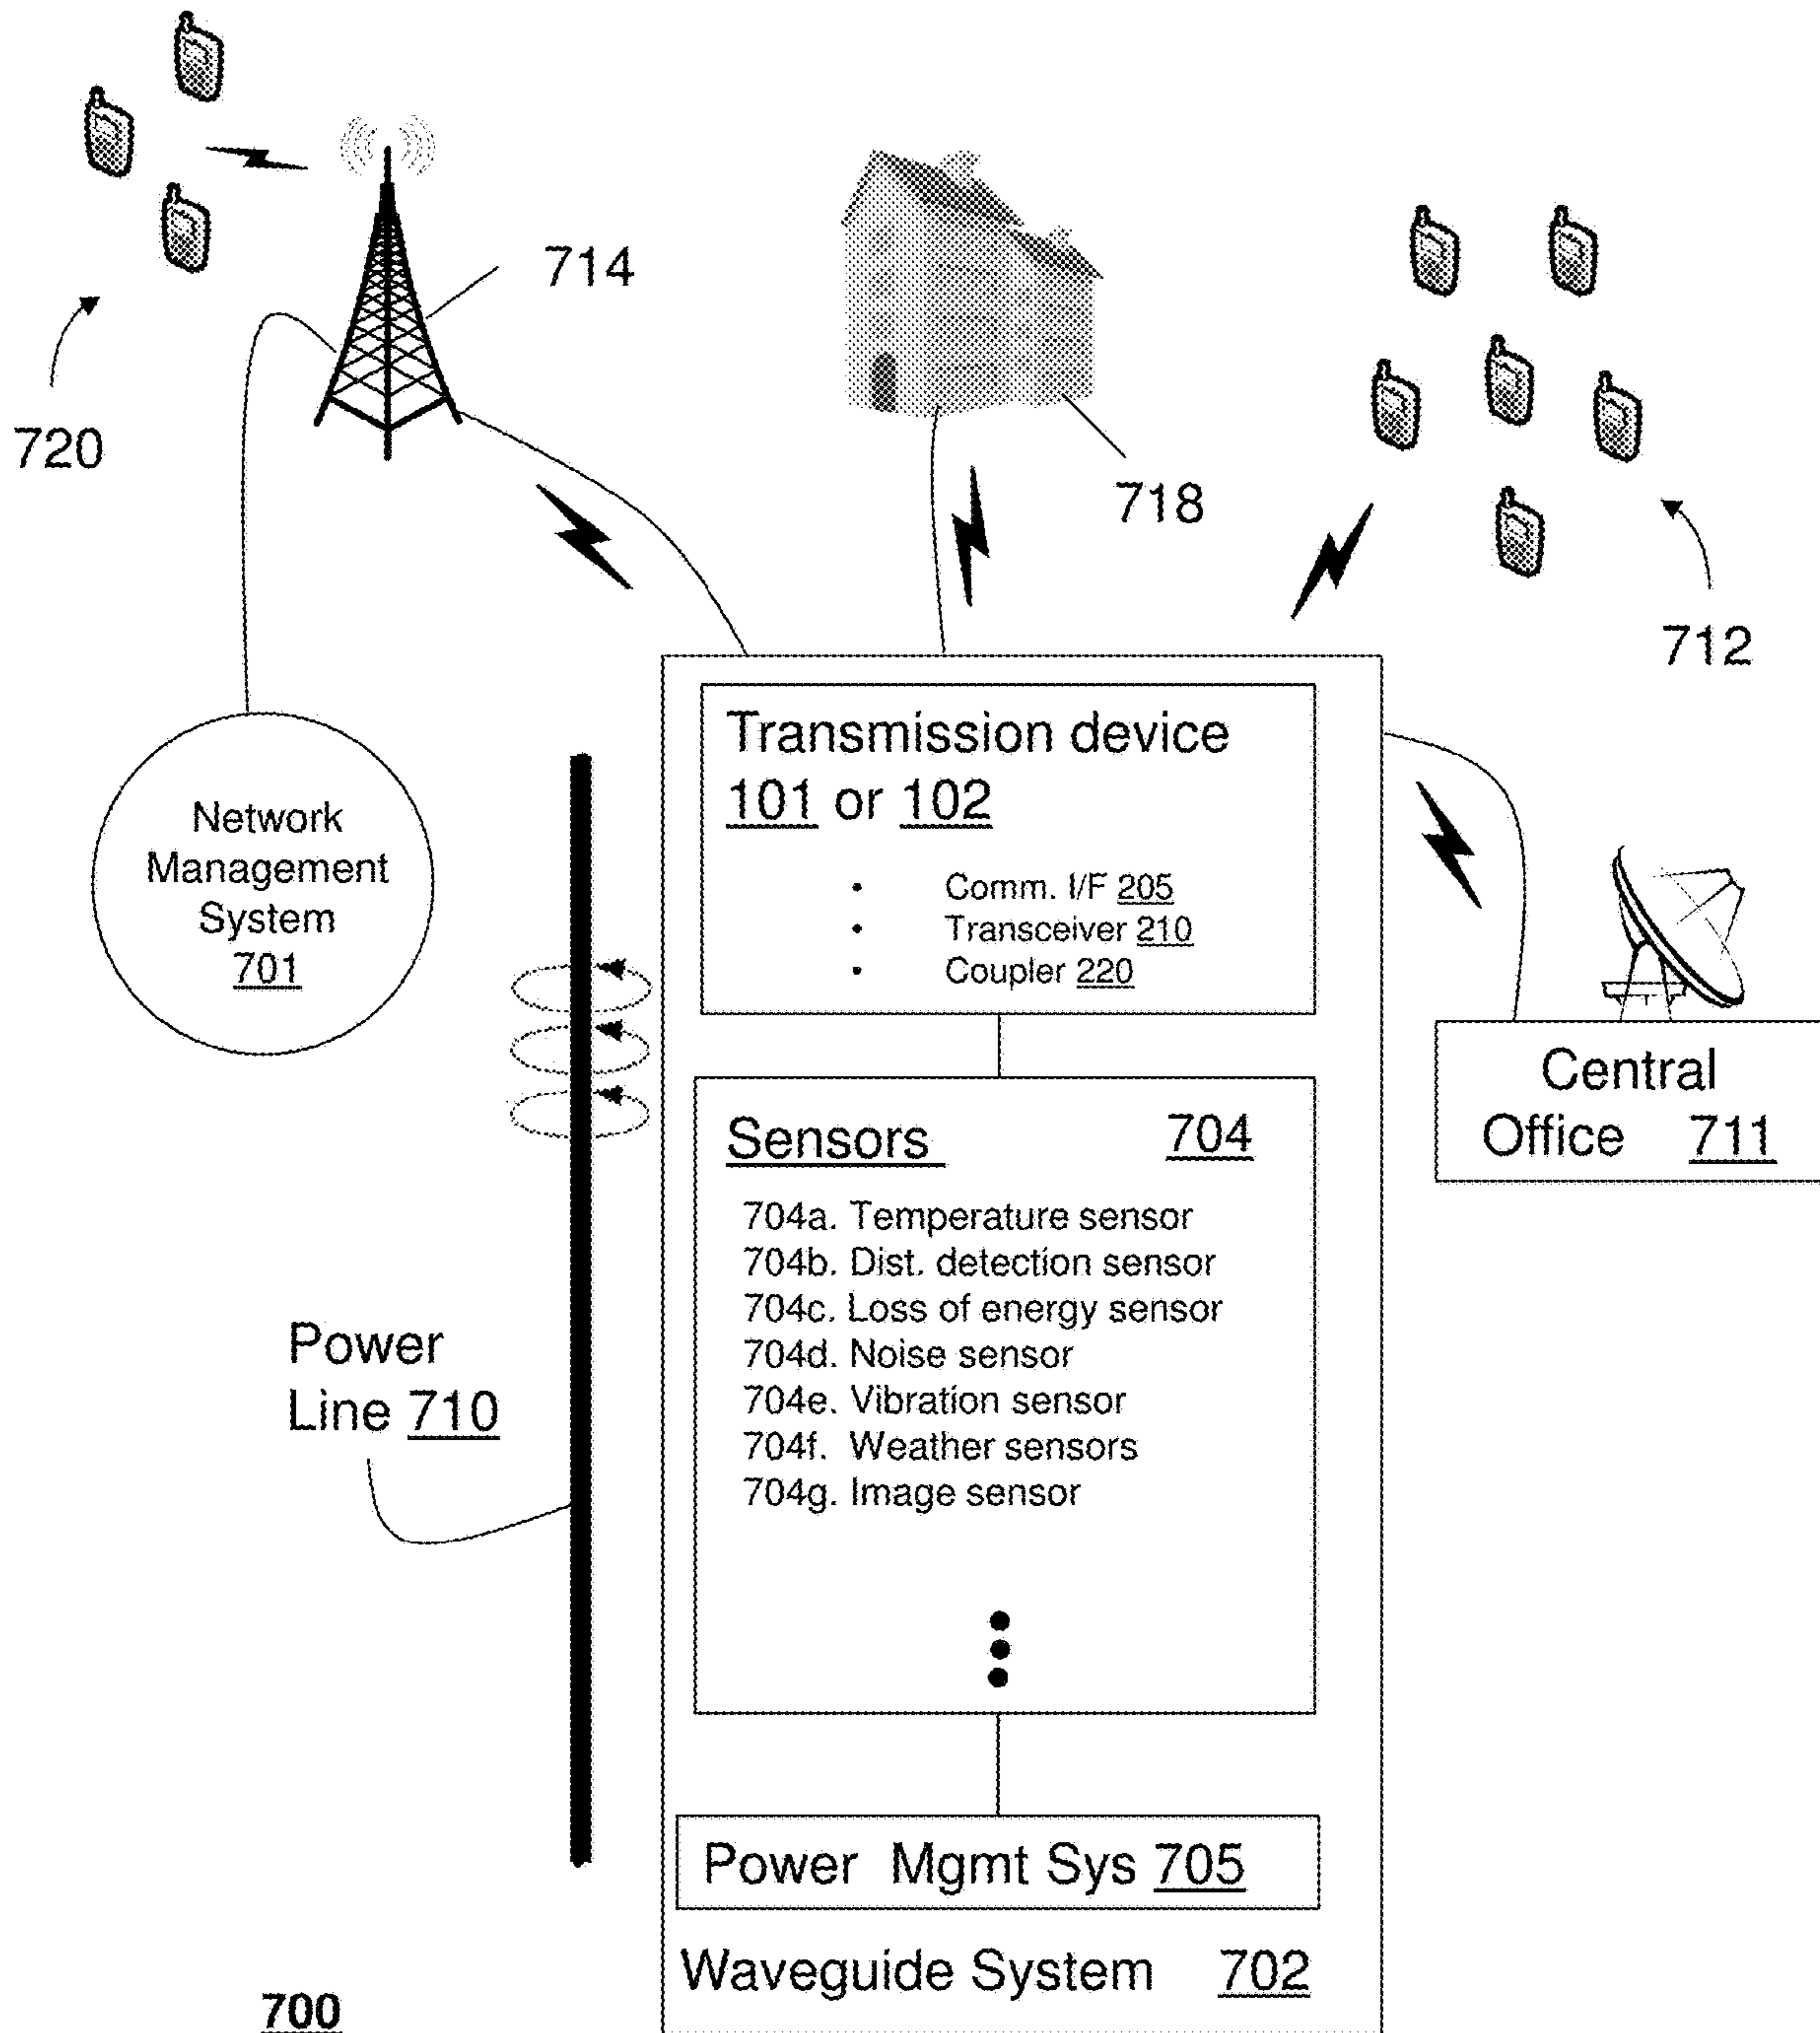 714
720
718
712
Network
Management
System
701
Transmission device
101 or 102
• Comm. I/F 205
• Transceiver 210
• Coupler 220
Sensors 704
704a. Temperature sensor
704b. Dist. detection sensor
704c. Loss of energy sensor
704d. Noise sensor
704e. Vibration sensor
704f. Weather sensors
704g. Image sensor
Central
Office 711
Power
Line 710
Power Mgmt Sys 705
Waveguide System 702
700